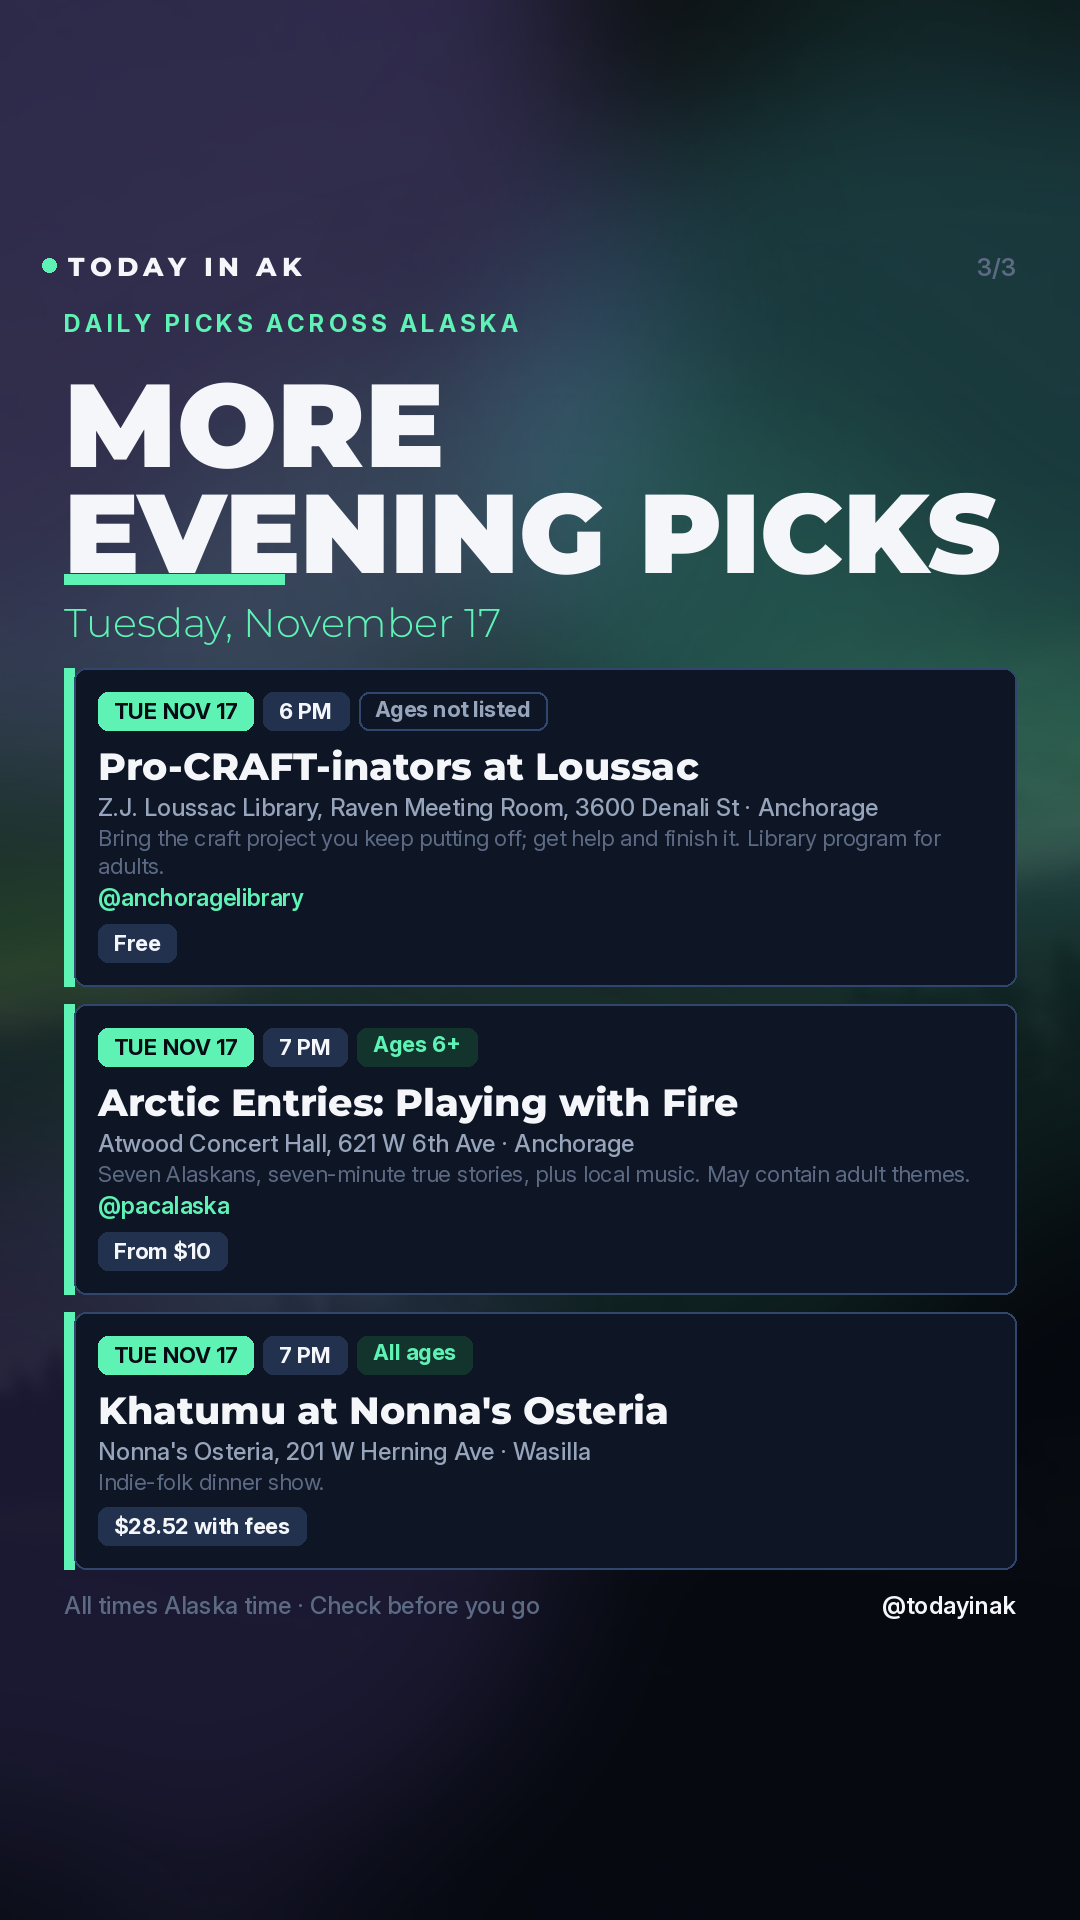 TODAY IN AK
3/3
DAILY PICKS ACROSS ALASKA
MORE
EVENING PICKS
Tuesday, November 17
TUE NOV 17 6 PM Ages not listed
Pro-CRAFT-inators at Loussac
Z.J. Loussac Library, Raven Meeting Room, 3600 Denali St · Anchorage
Bring the craft project you keep putting off; get help and finish it. Library program for
adults.
@anchoragelibrary
Free
TUE NOV 17 7 PM Ages 6+
Arctic Entries: Playing with Fire
Atwood Concert Hall, 621 W 6th Ave · Anchorage
Seven Alaskans, seven-minute true stories, plus local music. May contain adult themes.
@pacalaska
From $10
TUE NOV 17 7 PM All ages
Khatumu at Nonna's Osteria
Nonna's Osteria, 201 W Herning Ave · Wasilla
Indie-folk dinner show.
$28.52 with fees
All times Alaska time · Check before you go
@todayinak